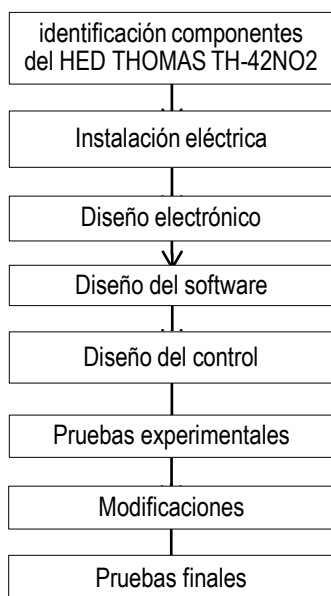 identificación componentes
del HED THOMAS TH-42NO2
Instalación eléctrica
Diseño electrónico
Diseño del software
Diseño del control
Pruebas experimentales
Modificaciones
Pruebas finales